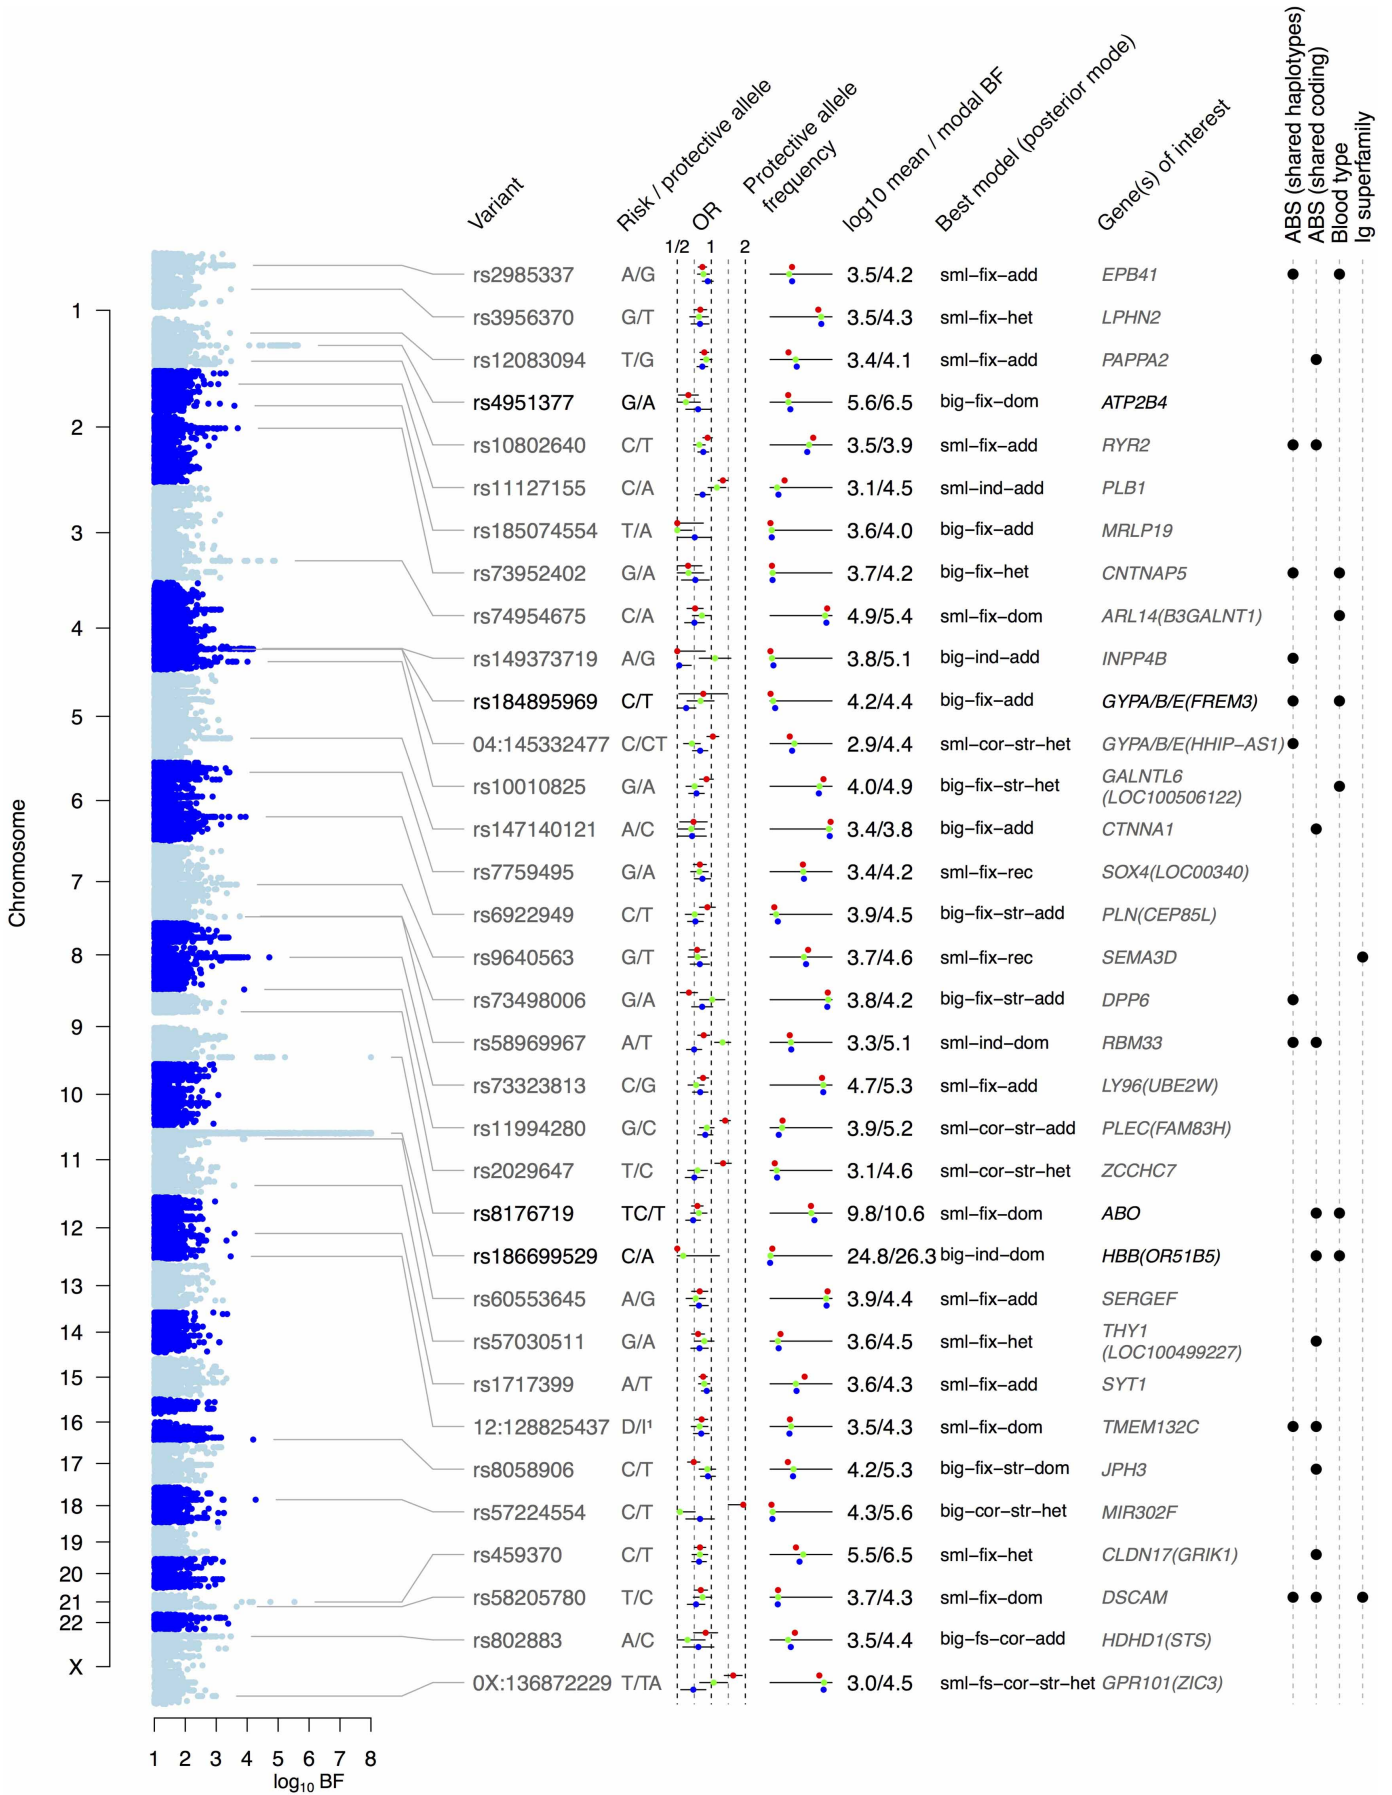 Variant
Risk / protective allele
OR
Protective allele
frequency
log10 mean / modal BF
Best model (posterior mode)
Gene(s) of interest
ABS (shared haplotypes)
ABS (shared coding)
Blood type
Ig superfamily
1/2 1 2
rs2985337 A/G 3.5/4.2 sml−fix−add EPB41
rs3956370 G/T 3.5/4.3 sml−fix−het LPHN2
rs12083094 T/G 3.4/4.1 sml−fix−add PAPPA2
rs4951377 G/A 5.6/6.5 big−fix−dom ATP2B4
rs10802640 C/T 3.5/3.9 sml−fix−add RYR2
rs11127155 C/A 3.1/4.5 sml−ind−add PLB1
rs185074554 T/A 3.6/4.0 big−fix−add MRLP19
rs73952402 G/A 3.7/4.2 big−fix−het CNTNAP5
rs74954675 C/A 4.9/5.4 sml−fix−dom ARL14(B3GALNT1)
rs149373719 A/G 3.8/5.1 big−ind−add INPP4B
rs184895969 C/T 4.2/4.4 big−fix−add GYPA/B/E(FREM3)
04:145332477 C/CT 2.9/4.4 sml−cor−str−het GYPA/B/E(HHIP−AS1)
rs10010825 G/A 4.0/4.9 big−fix−str−het GALNTL6
(LOC100506122)
rs147140121 A/C 3.4/3.8 big−fix−add CTNNA1
rs7759495 G/A 3.4/4.2 sml−fix−rec SOX4(LOC00340)
rs6922949 C/T 3.9/4.5 big−fix−str−add PLN(CEP85L)
rs9640563 G/T 3.7/4.6 sml−fix−rec SEMA3D
rs73498006 G/A 3.8/4.2 big−fix−str−add DPP6
rs58969967 A/T 3.3/5.1 sml−ind−dom RBM33
rs73323813 C/G 4.7/5.3 sml−fix−add LY96(UBE2W)
rs11994280 G/C 3.9/5.2 sml−cor−str−add PLEC(FAM83H)
rs2029647 T/C 3.1/4.6 sml−cor−str−het ZCCHC7
rs8176719 TC/T 9.8/10.6 sml−fix−dom ABO
rs186699529 C/A 24.8/26.3 big−ind−dom HBB(OR51B5)
rs60553645 A/G 3.9/4.4 sml−fix−add SERGEF
rs57030511 G/A 3.6/4.5 sml−fix−het THY1
(LOC100499227)
rs1717399 A/T 3.6/4.3 sml−fix−add SYT1
12:128825437 D/I¹ 3.5/4.3 sml−fix−dom TMEM132C
rs8058906 C/T 4.2/5.3 big−fix−str−dom JPH3
rs57224554 C/T 4.3/5.6 big−cor−str−het MIR302F
rs459370 C/T 5.5/6.5 sml−fix−het CLDN17(GRIK1)
rs58205780 T/C 3.7/4.3 sml−fix−dom DSCAM
rs802883 A/C 3.5/4.4 big−fs−cor−add HDHD1(STS)
0X:136872229 T/TA 3.0/4.5 sml−fs−cor−str−het GPR101(ZIC3)
Chromosome
1
2
3
4
5
6
7
8
9
10
11
12
13
14
15
16
17
18
19
20
21
22
X
1 2 3 4 5 6 7 8
log₁₀ BF